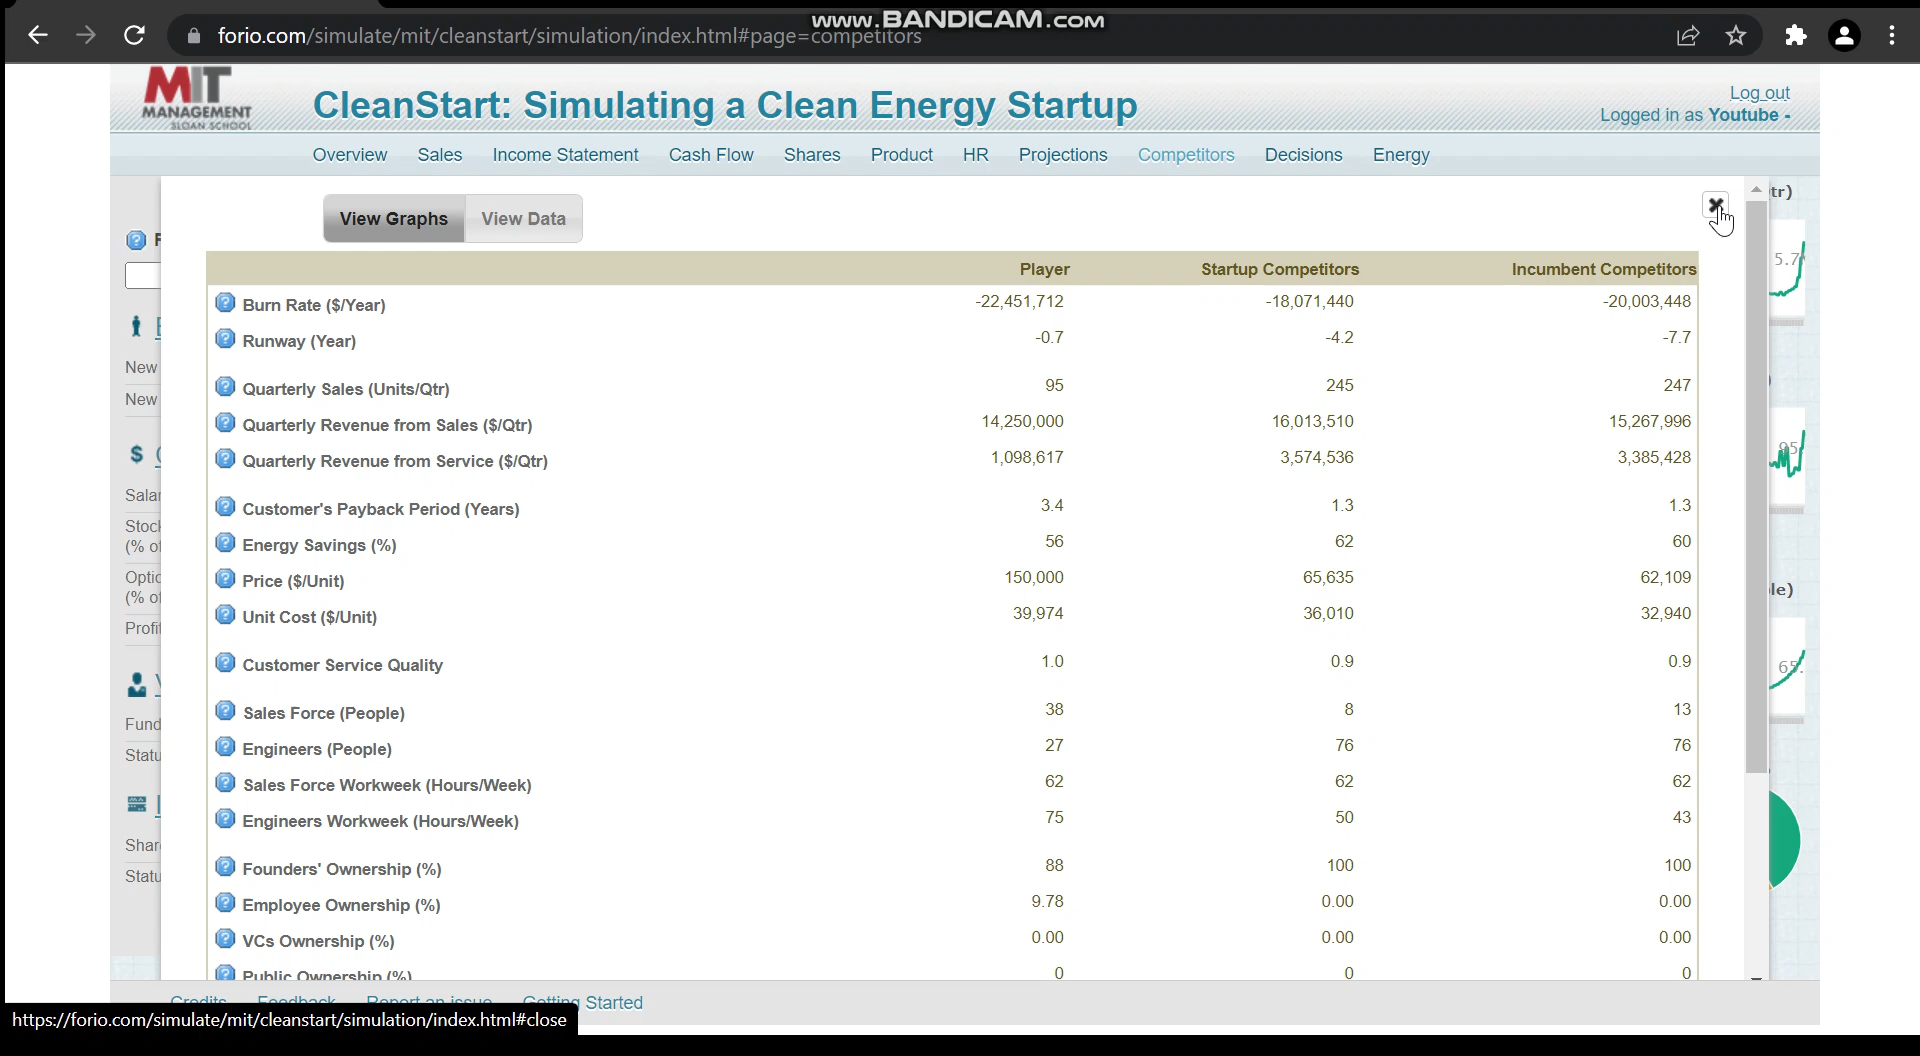 www.BANDICAM.com
forio.com/simulate/mit/cleanstart/simulation/index.html#page=competitors
MIT
MANAGEMENT
SLOAN SCHOOL
CleanStart: Simulating a Clean Energy Startup
Log out
Logged in as Youtube -
Overview Sales Income Statement Cash Flow Shares Product HR Projections Competitors Decisions Energy
View Graphs View Data
tr)
5.7
Player Startup Competitors Incumbent Competitors
Burn Rate ($/Year) -22,451,712 -18,071,440 -20,003,448
Runway (Year) -0.7 -4.2 -7.7
New
Quarterly Sales (Units/Qtr) 95 245 247
New
Quarterly Revenue from Sales ($/Qtr) 14,250,000 16,013,510 15,267,996
95
Quarterly Revenue from Service ($/Qtr) 1,098,617 3,574,536 3,385,428
$
Salar
Customer's Payback Period (Years) 3.4 1.3 1.3
Stock
(% of
Energy Savings (%) 56 62 60
Optio
Price ($/Unit) 150,000 65,635 62,109
le)
(% of
Unit Cost ($/Unit) 39,974 36,010 32,940
Profi
Customer Service Quality 1.0 0.9 0.9
65.
Sales Force (People) 38 8 13
Fund
Engineers (People) 27 76 76
Statu
Sales Force Workweek (Hours/Week) 62 62 62
Engineers Workweek (Hours/Week) 75 50 43
Shar
Founders' Ownership (%) 88 100 100
Statu
Employee Ownership (%) 9.78 0.00 0.00
VCs Ownership (%) 0.00 0.00 0.00
Public Ownership (%) 0 0 0
Credits Feedback Report an issue Getting Started
https://forio.com/simulate/mit/cleanstart/simulation/index.html#close